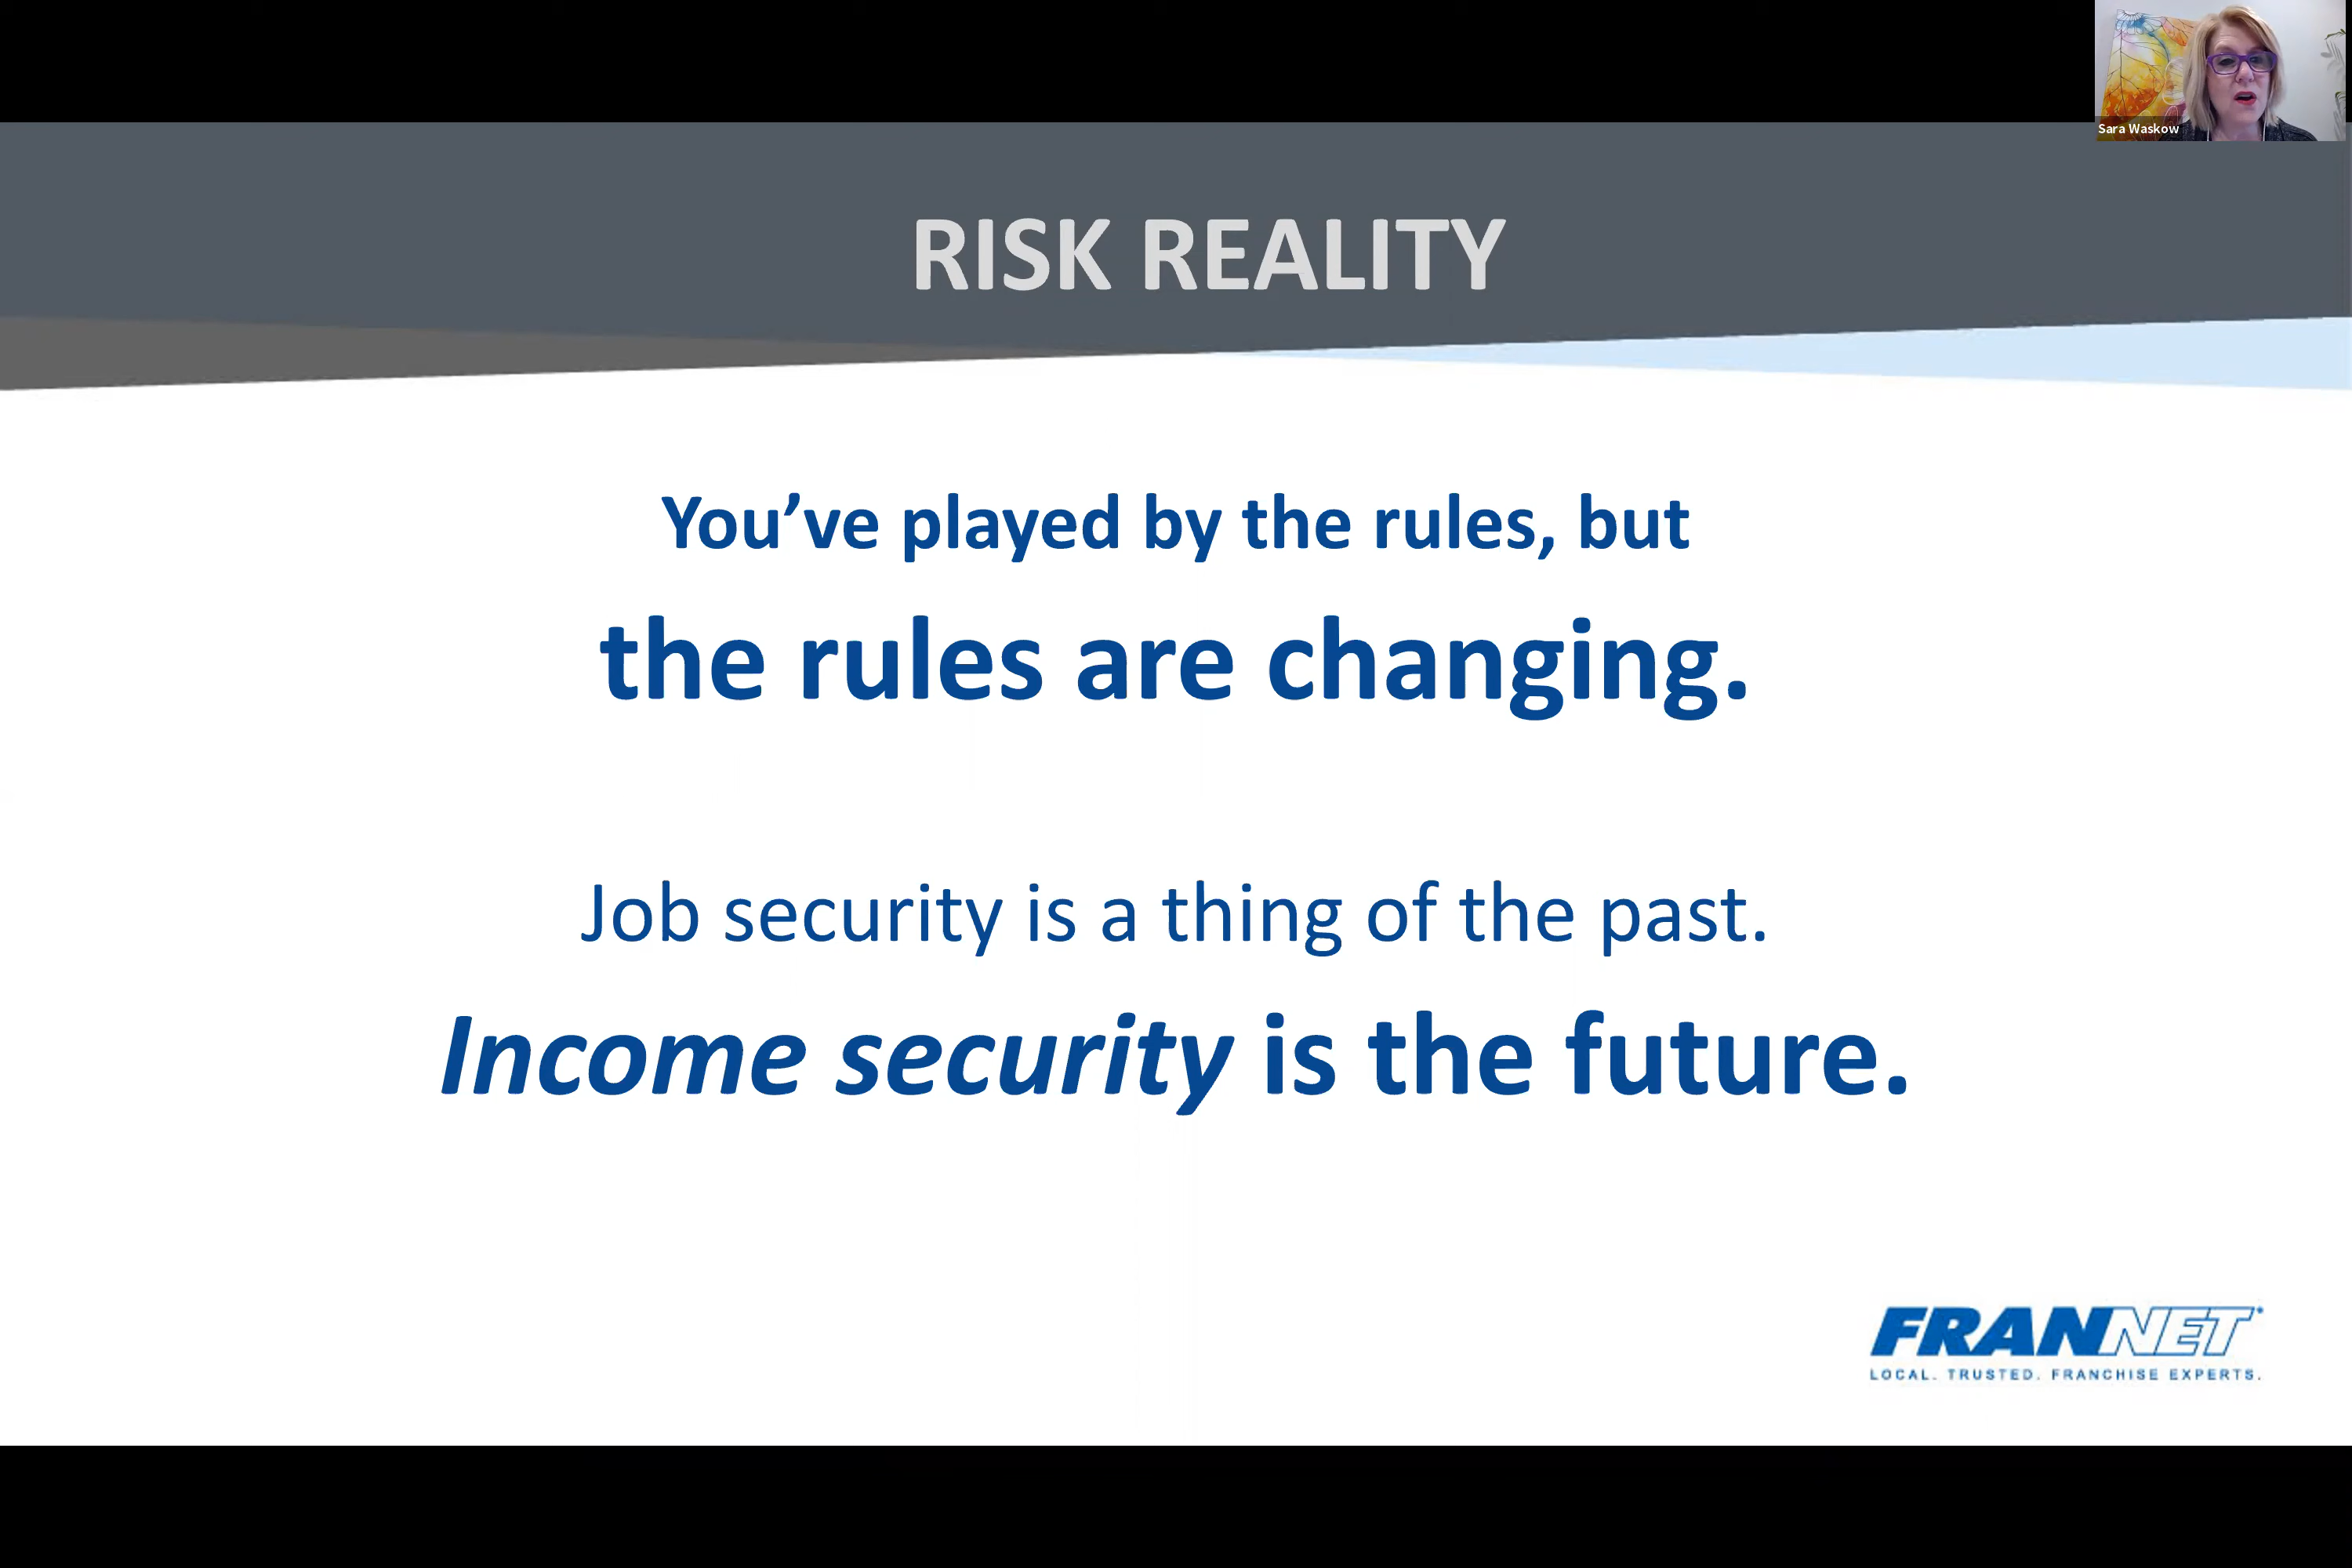 Sara Waskow
RISK REALITY
You’ve played by the rules, but
the rules are changing.
Job security is a thing of the past.
Income security is the future.
FRANNET
LOCAL. TRUSTED. FRANCHISE EXPERTS.